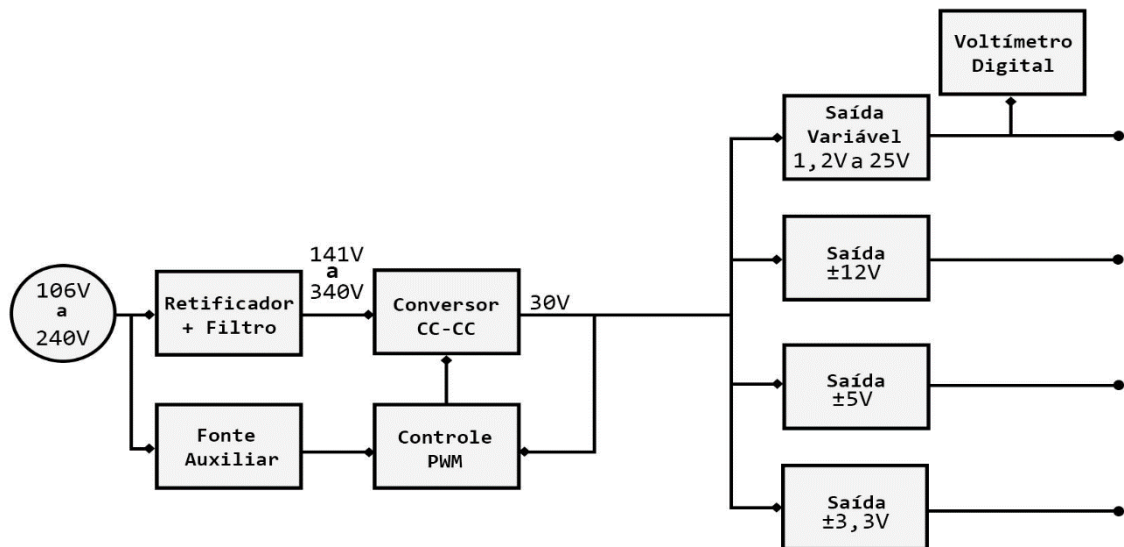 Voltímetro
Digital
Saída
Variável
1,2V a 25V
Saída
±12V
141V
a
340V
106V
a
240V
Retificador
+ Filtro
Conversor
CC-CC
30V
Saída
±5V
Fonte
Auxiliar
Controle
PWM
Saída
±3,3V